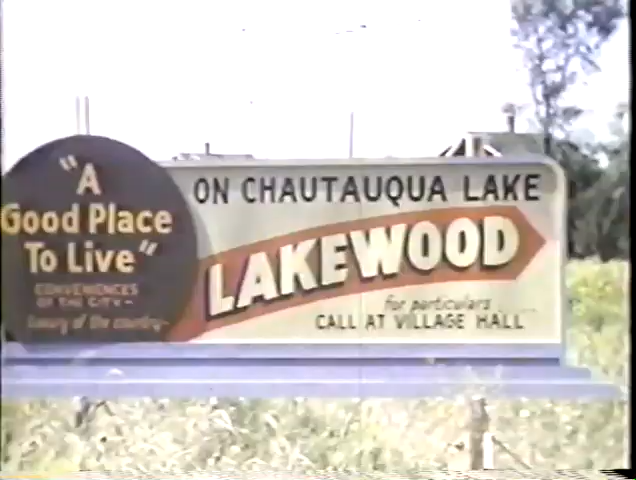 "A
Good Place
To Live"
CONVENIENCES
OF THE CITY-
luxury of the country-
ON CHAUTAUQUA LAKE
LAKEWOOD
for particulars ...
CALL AT VILLAGE HALL